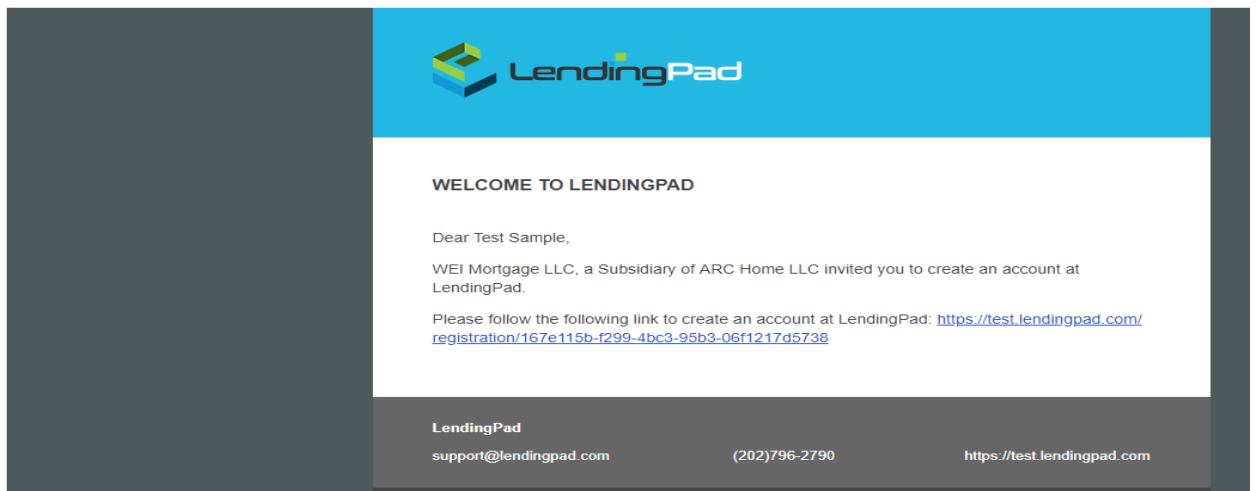 LendingPad
WELCOME TO LENDINGPAD
Dear Test Sample,
WEI Mortgage LLC, a Subsidiary of ARC Home LLC invited you to create an account at
LendingPad.
Please follow the following link to create an account at LendingPad: https://test.lendingpad.com/
registration/167e115b-f299-4bc3-95b3-06f1217d5738
LendingPad
support@lendingpad.com (202)796-2790 https://test.lendingpad.com